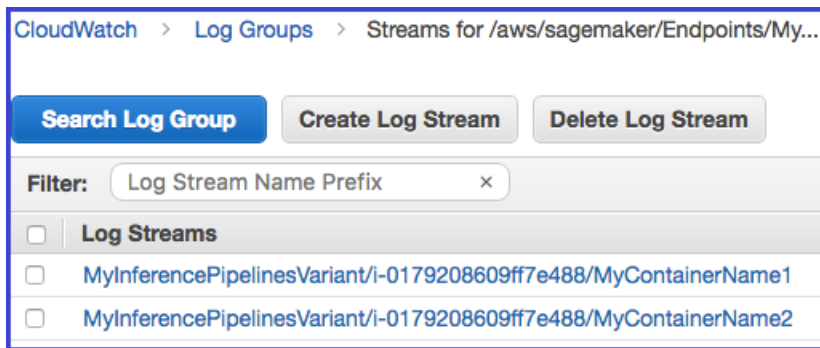 CloudWatch > Log Groups > Streams for /aws/sagemaker/Endpoints/My...
Search Log Group Create Log Stream Delete Log Stream
Filter: Log Stream Name Prefix ×
Log Streams
MyInferencePipelinesVariant/i-0179208609ff7e488/MyContainerName1
MyInferencePipelinesVariant/i-0179208609ff7e488/MyContainerName2